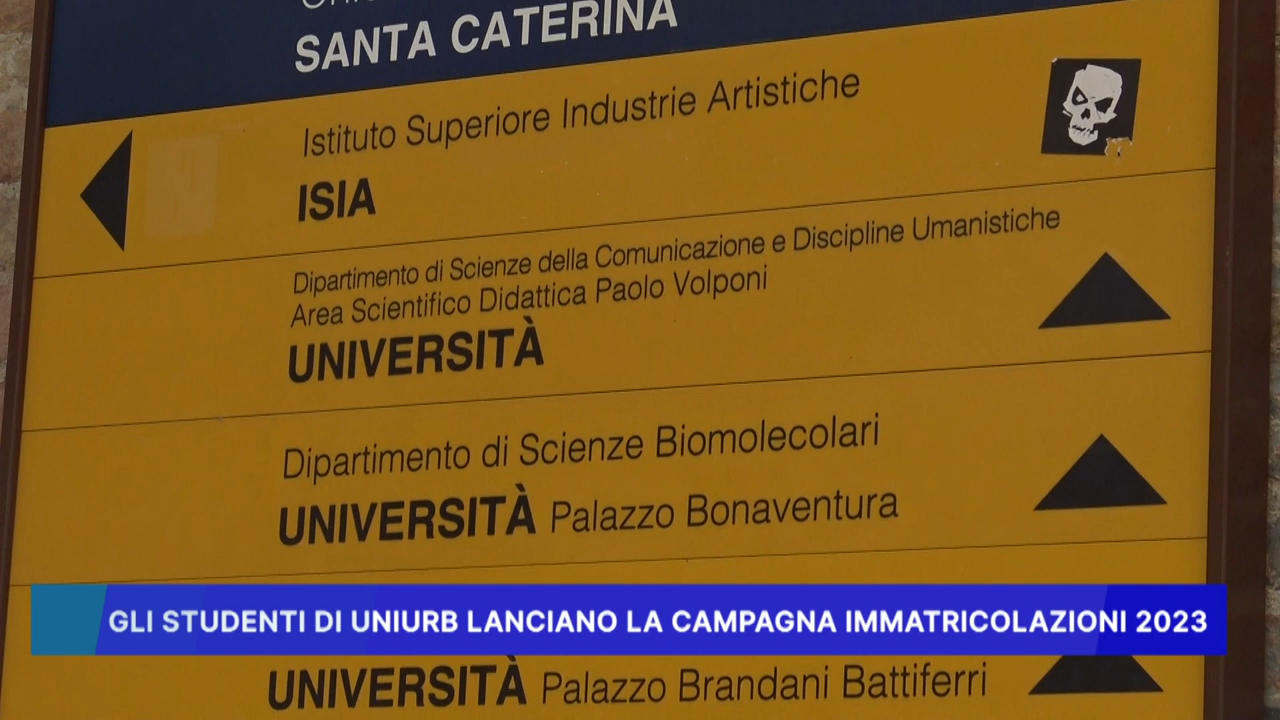 SANTA CATERINA
Istituto Superiore Industrie Artistiche
ISIA
Dipartimento di Scienze della Comunicazione e Discipline Umanistiche
Area Scientifico Didattica Paolo Volponi
UNIVERSITÀ
Dipartimento di Scienze Biomolecolari
UNIVERSITÀ Palazzo Bonaventura
GLI STUDENTI DI UNIURB LANCIANO LA CAMPAGNA IMMATRICOLAZIONI 2023
UNIVERSITÀ Palazzo Brandani Battiferri